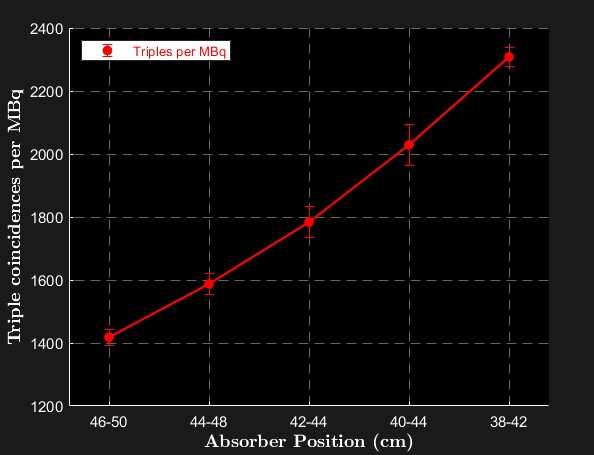 2400
Triples per MBq
2200
2000
1800
1600
1400
1200
Triple coincidences per MBq
46-50 44-48 42-44 40-44 38-42
Absorber Position (cm)